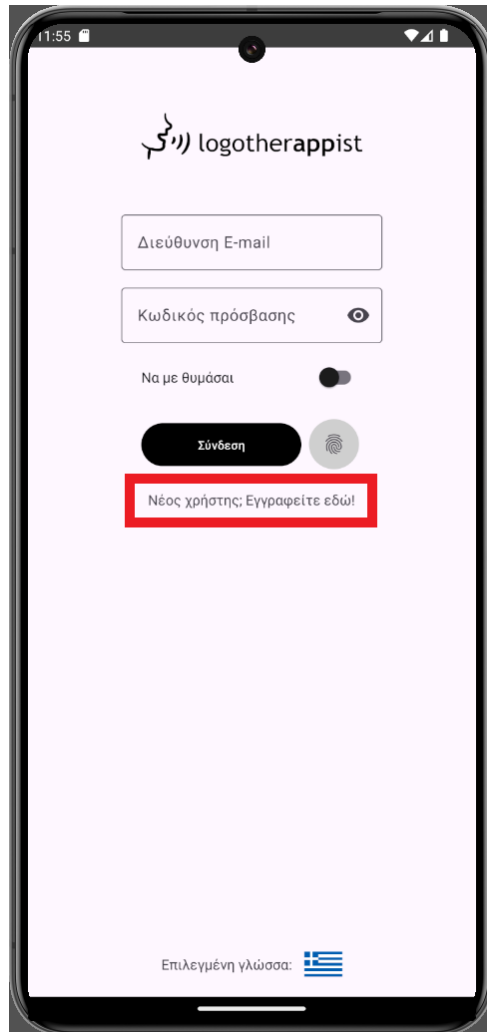 11:55
logotherappist
Διεύθυνση E-mail
Κωδικός πρόσβασης
Να με θυμάσαι
Σύνδεση
Νέος χρήστης; Εγγραφείτε εδώ!
Επιλεγμένη γλώσσα: